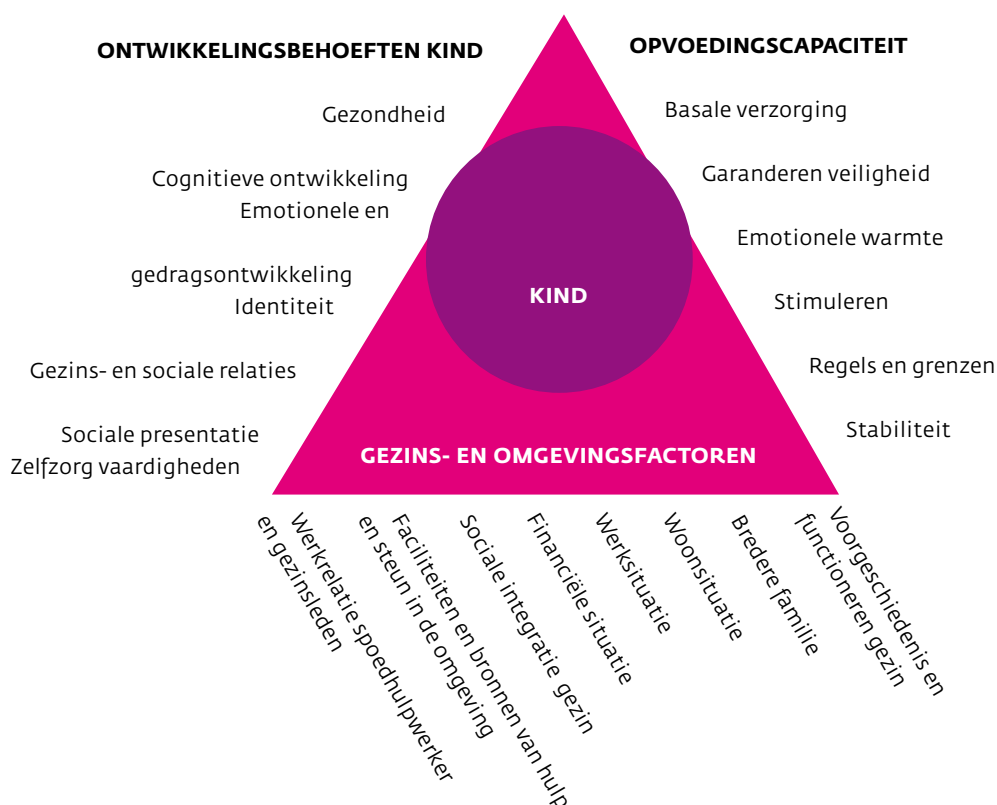 ONTWIKKELINGSBEHOEFTEN KIND
Gezondheid
Cognitieve ontwikkeling
Emotionele en
gedragsontwikkeling
Identiteit
Gezins- en sociale relaties
Sociale presentatie
Zelfzorg vaardigheden
OPVOEDINGSCAPACITEIT
Basale verzorging
Garanderen veiligheid
Emotionele warmte
Stimuleren
Regels en grenzen
Stabiliteit
KIND
GEZINS- EN OMGEVINGSFACTOREN
Werkrelatie spoedhulpwerker
en gezinsleden
Faciliteiten en bronnen van hulp
en steun in de omgeving
Sociale integratie gezin
Financiële situatie
Werksituatie
Woonsituatie
Bredere familie
Voorgeschiedenis en
functioneren gezin